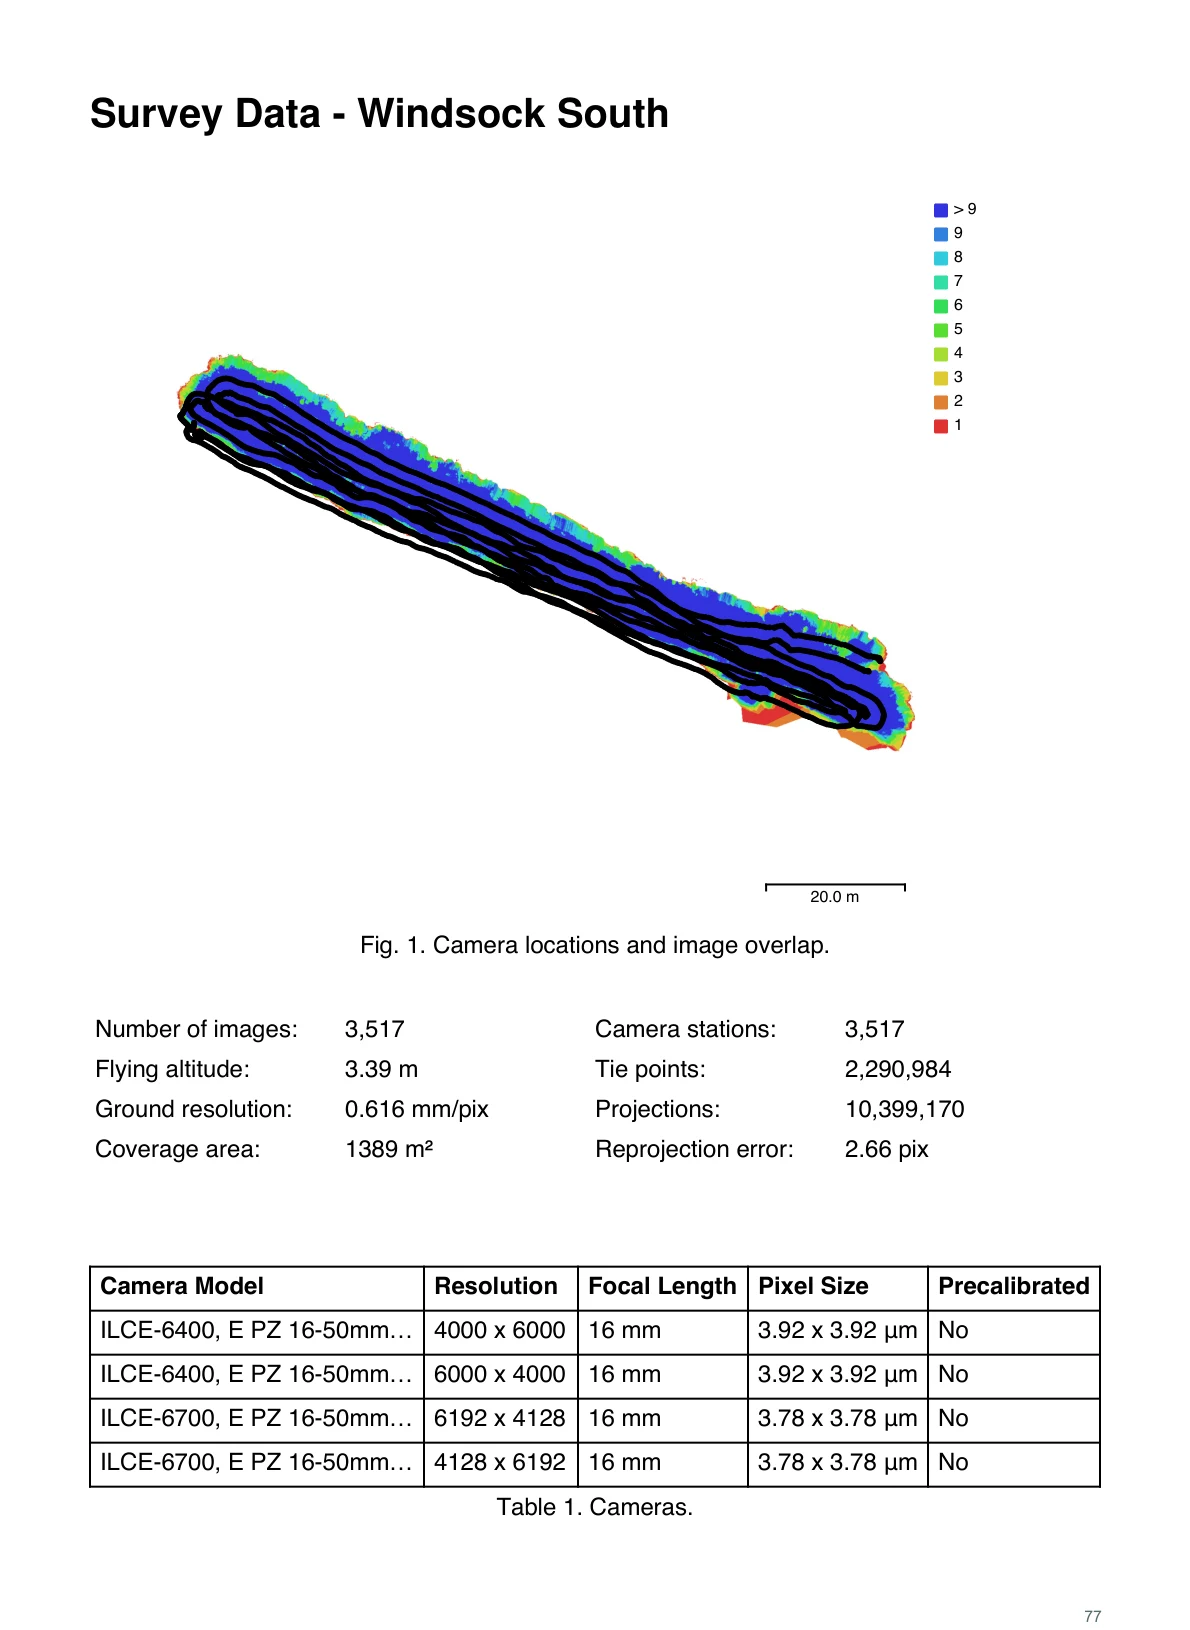 Survey Data - Windsock South
> 9
9
8
7
6
5
4
3
2
1
20.0 m
Fig. 1. Camera locations and image overlap.
Number of images: 3,517 Camera stations: 3,517
Flying altitude: 3.39 m Tie points: 2,290,984
Ground resolution: 0.616 mm/pix Projections: 10,399,170
Coverage area: 1389 m² Reprojection error: 2.66 pix
Camera Model Resolution Focal Length Pixel Size Precalibrated
ILCE-6400, E PZ 16-50mm… 4000 x 6000 16 mm 3.92 x 3.92 μm No
ILCE-6400, E PZ 16-50mm… 6000 x 4000 16 mm 3.92 x 3.92 μm No
ILCE-6700, E PZ 16-50mm… 6192 x 4128 16 mm 3.78 x 3.78 μm No
ILCE-6700, E PZ 16-50mm… 4128 x 6192 16 mm 3.78 x 3.78 μm No
Table 1. Cameras.
77